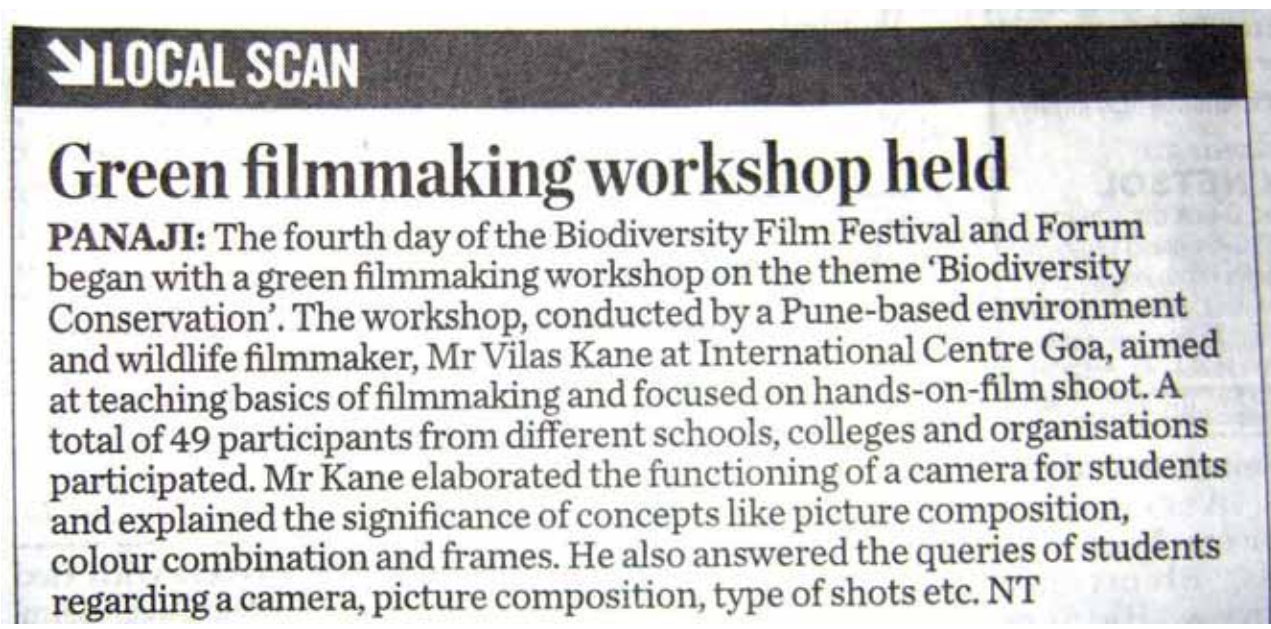 LOCAL SCAN
Green filmmaking workshop held
PANAJI: The fourth day of the Biodiversity Film Festival and Forum
began with a green filmmaking workshop on the theme ‘Biodiversity
Conservation’. The workshop, conducted by a Pune-based environment
and wildlife filmmaker, Mr Vilas Kane at International Centre Goa, aimed
at teaching basics of filmmaking and focused on hands-on-film shoot. A
total of 49 participants from different schools, colleges and organisations
participated. Mr Kane elaborated the functioning of a camera for students
and explained the significance of concepts like picture composition,
colour combination and frames. He also answered the queries of students
regarding a camera, picture composition, type of shots etc. NT